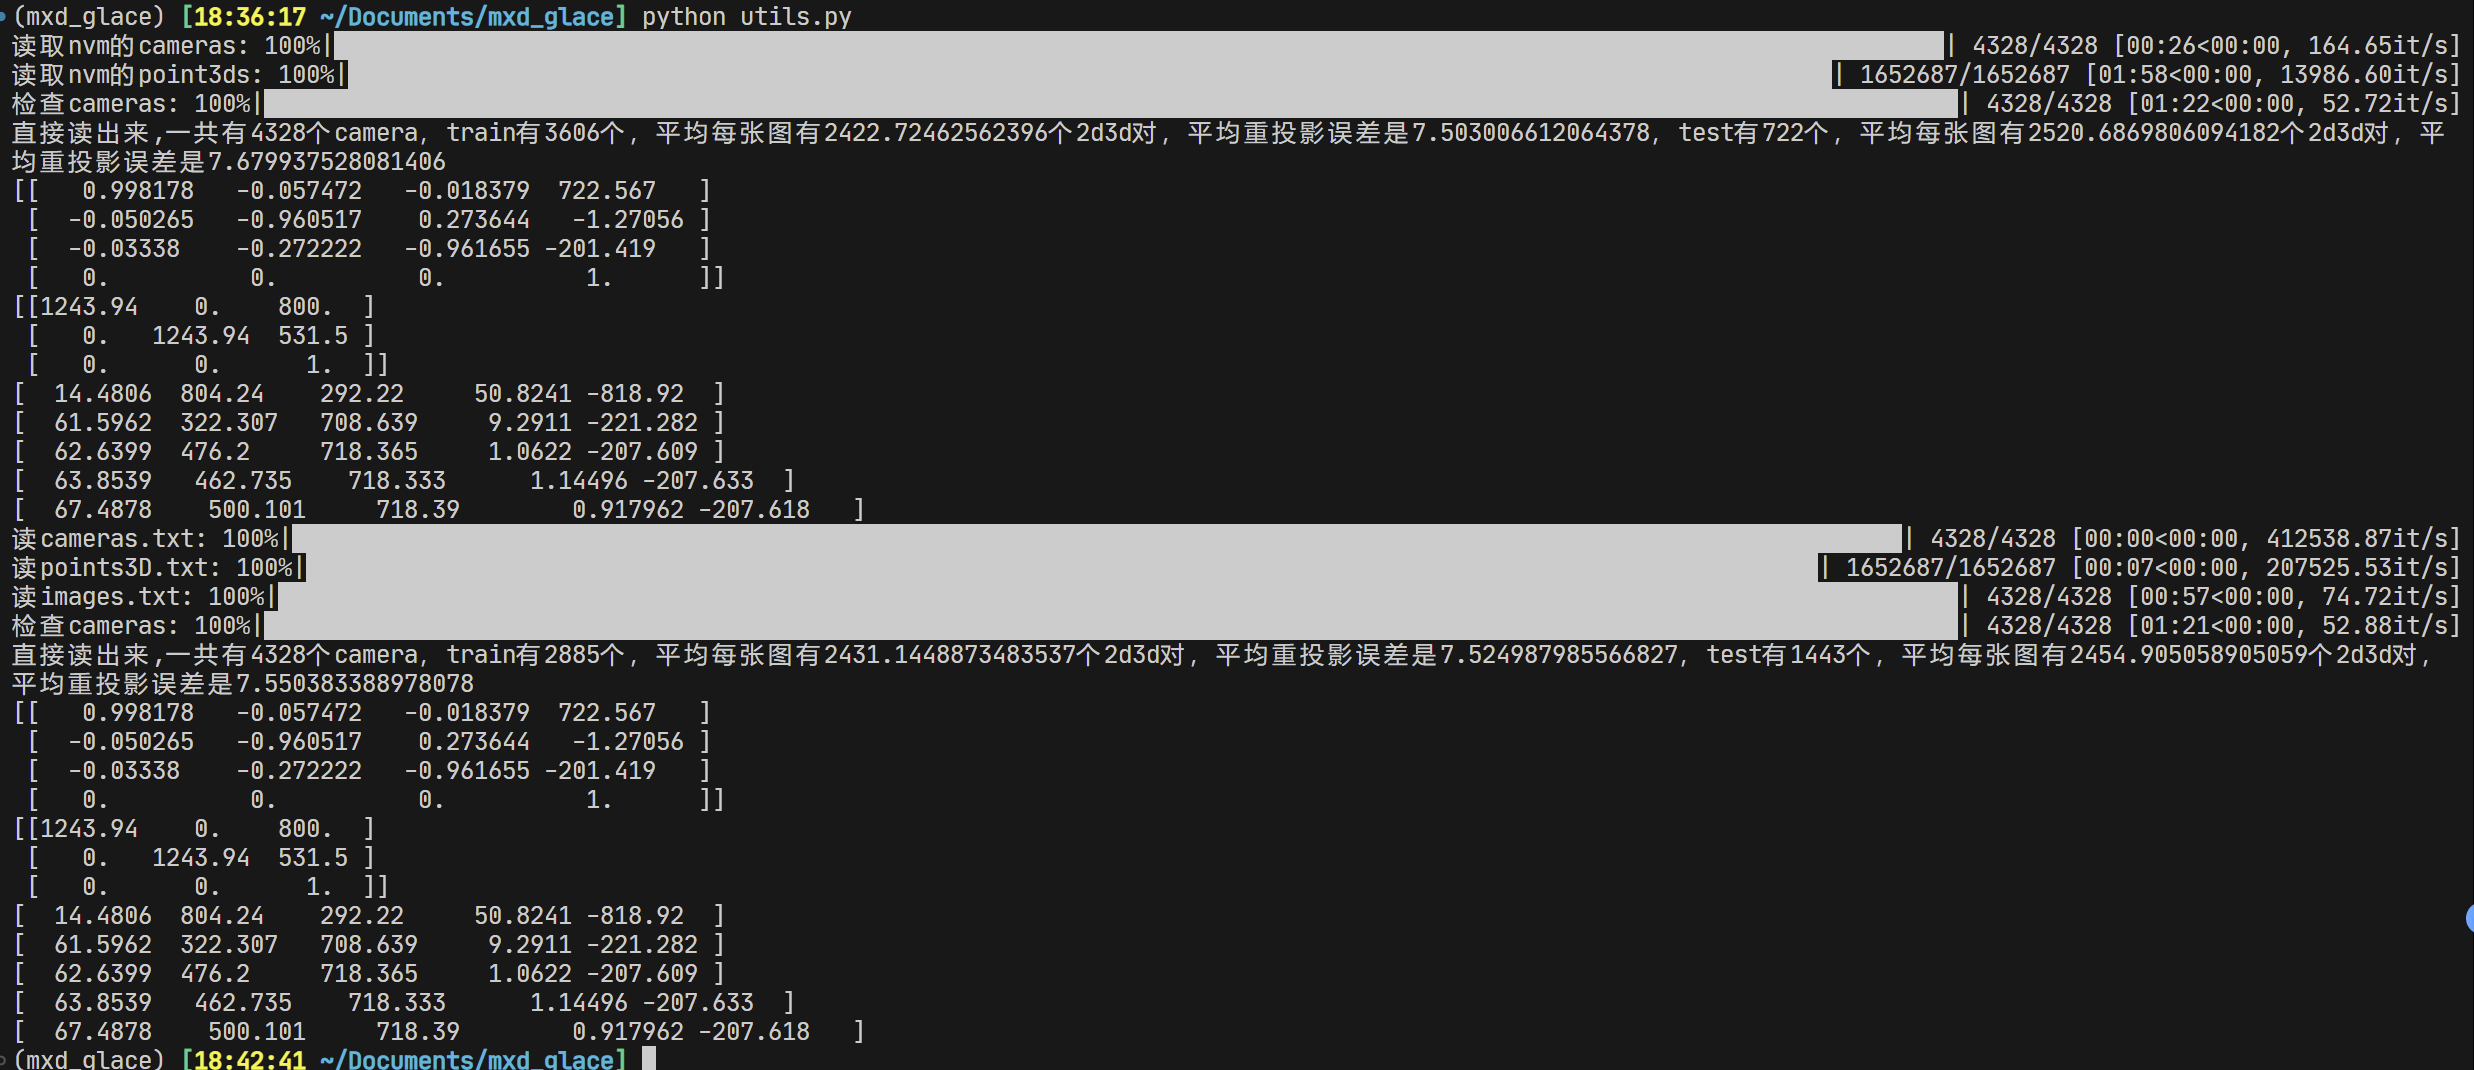 (mxd_glace) [18:36:17 ~/Documents/mxd_glace] python utils.py
读取nvm的cameras: 100%| | 4328/4328 [00:26<00:00, 164.65it/s]
读取nvm的point3ds: 100%| | 1652687/1652687 [01:58<00:00, 13986.60it/s]
检查cameras: 100%| | 4328/4328 [01:22<00:00, 52.72it/s]
直接读出来,一共有4328个camera, train有3606个, 平均每张图有2422.72462562396个2d3d对, 平均重投影误差是7.503006612064378, test有722个, 平均每张图有2520.6869806094182个2d3d对, 平
均重投影误差是7.679937528081406
[[ 0.998178 -0.057472 -0.018379 722.567 ]
[ -0.050265 -0.960517 0.273644 -1.27056 ]
[ -0.03338 -0.272222 -0.961655 -201.419 ]
[ 0. 0. 0. 1. ]]
[[1243.94 0. 800. ]
[ 0. 1243.94 531.5 ]
[ 0. 0. 1. ]]
[ 14.4806 804.24 292.22 50.8241 -818.92 ]
[ 61.5962 322.307 708.639 9.2911 -221.282 ]
[ 62.6399 476.2 718.365 1.0622 -207.609 ]
[ 63.8539 462.735 718.333 1.14496 -207.633 ]
[ 67.4878 500.101 718.39 0.917962 -207.618 ]
读cameras.txt: 100%| | 4328/4328 [00:00<00:00, 412538.87it/s]
读points3D.txt: 100%| | 1652687/1652687 [00:07<00:00, 207525.53it/s]
读images.txt: 100%| | 4328/4328 [00:57<00:00, 74.72it/s]
检查cameras: 100%| | 4328/4328 [01:21<00:00, 52.88it/s]
直接读出来,一共有4328个camera, train有2885个, 平均每张图有2431.1448873483537个2d3d对, 平均重投影误差是7.524987985566827, test有1443个, 平均每张图有2454.905058905059个2d3d对,
平均重投影误差是7.550383388978078
[[ 0.998178 -0.057472 -0.018379 722.567 ]
[ -0.050265 -0.960517 0.273644 -1.27056 ]
[ -0.03338 -0.272222 -0.961655 -201.419 ]
[ 0. 0. 0. 1. ]]
[[1243.94 0. 800. ]
[ 0. 1243.94 531.5 ]
[ 0. 0. 1. ]]
[ 14.4806 804.24 292.22 50.8241 -818.92 ]
[ 61.5962 322.307 708.639 9.2911 -221.282 ]
[ 62.6399 476.2 718.365 1.0622 -207.609 ]
[ 63.8539 462.735 718.333 1.14496 -207.633 ]
[ 67.4878 500.101 718.39 0.917962 -207.618 ]
(mxd_glace) [18:42:41 ~/Documents/mxd_glace]